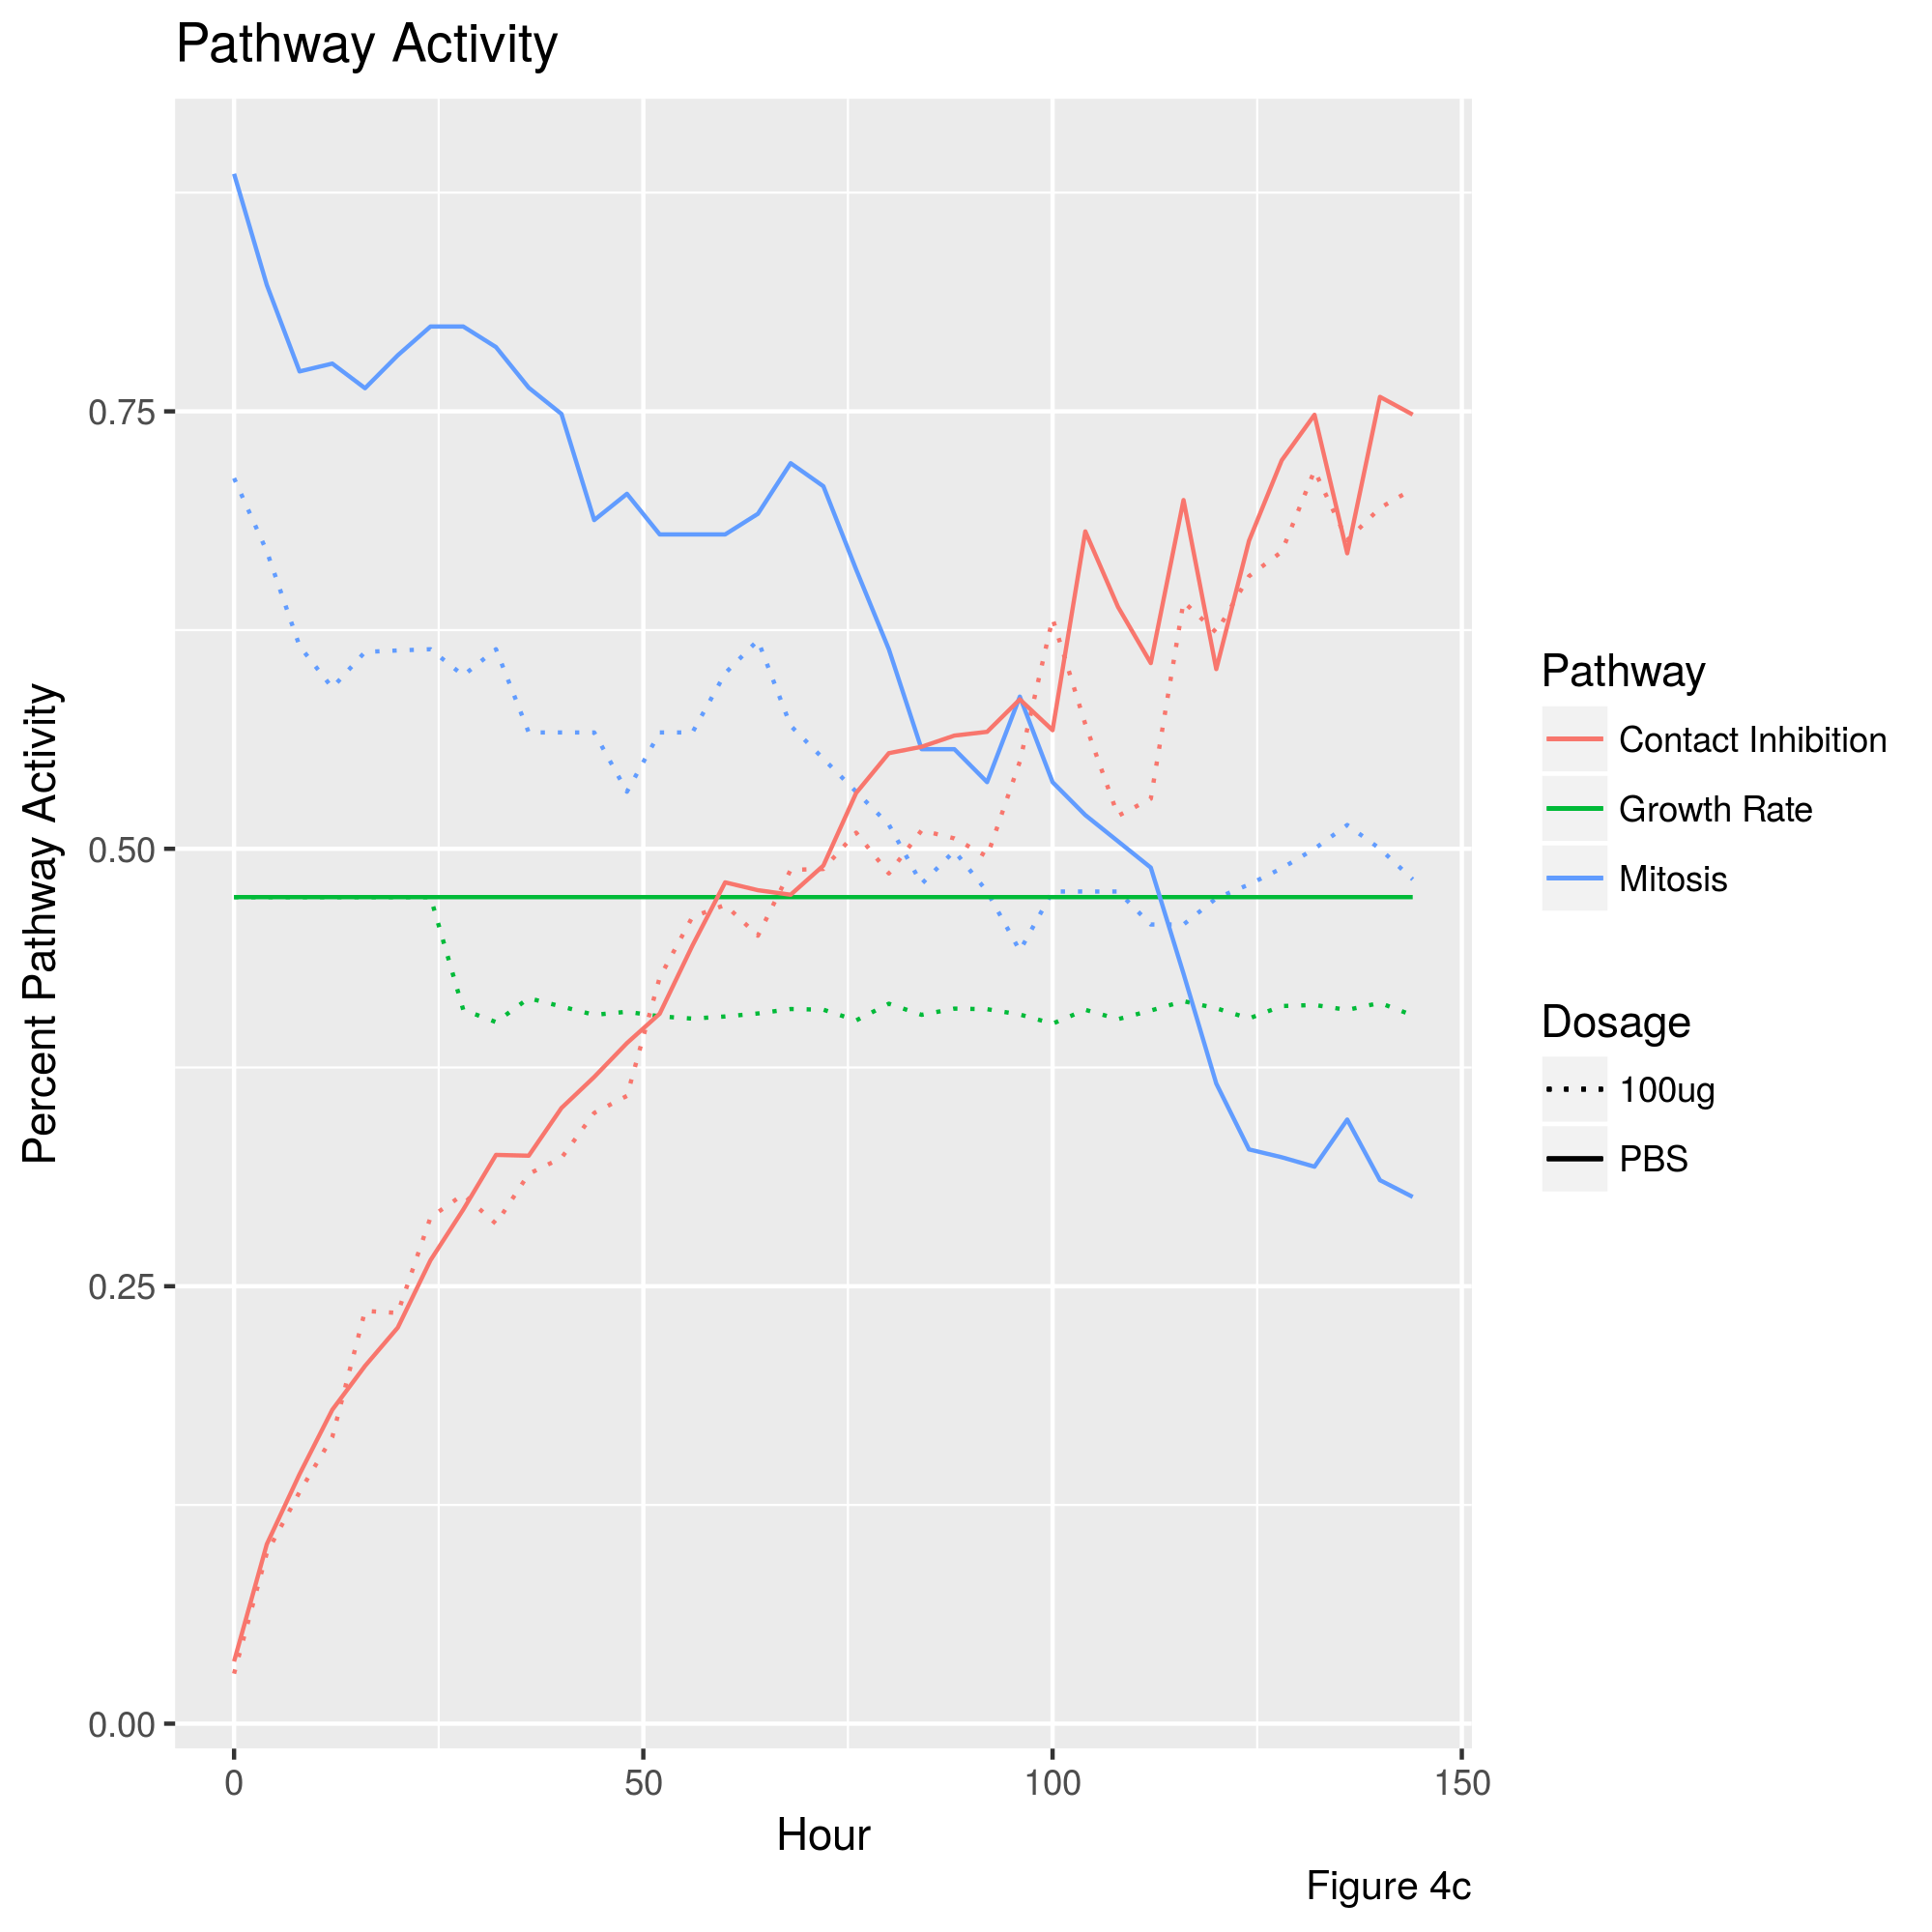 Pathway Activity
Percent Pathway Activity
0.75
0.50
0.25
0.00
0
50
100
150
Hour
Pathway
Contact Inhibition
Growth Rate
Mitosis
Dosage
100ug
PBS
Figure 4c